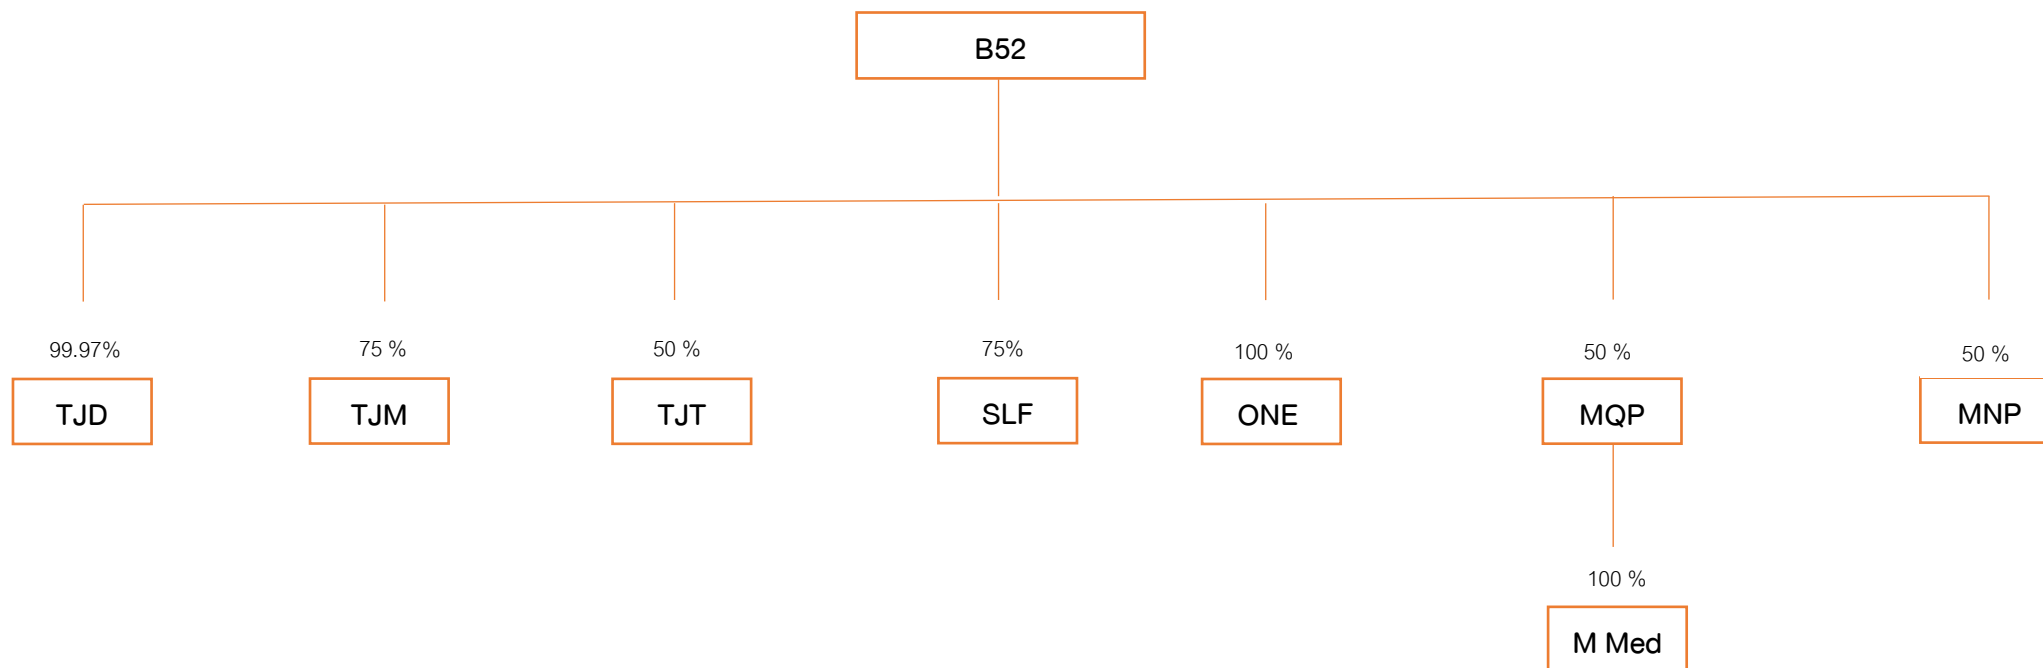 B52
99.97%
75 %
50 %
75%
100 %
50 %
50 %
TJD
TJM
TJT
SLF
ONE
MQP
MNP
100 %
M Med